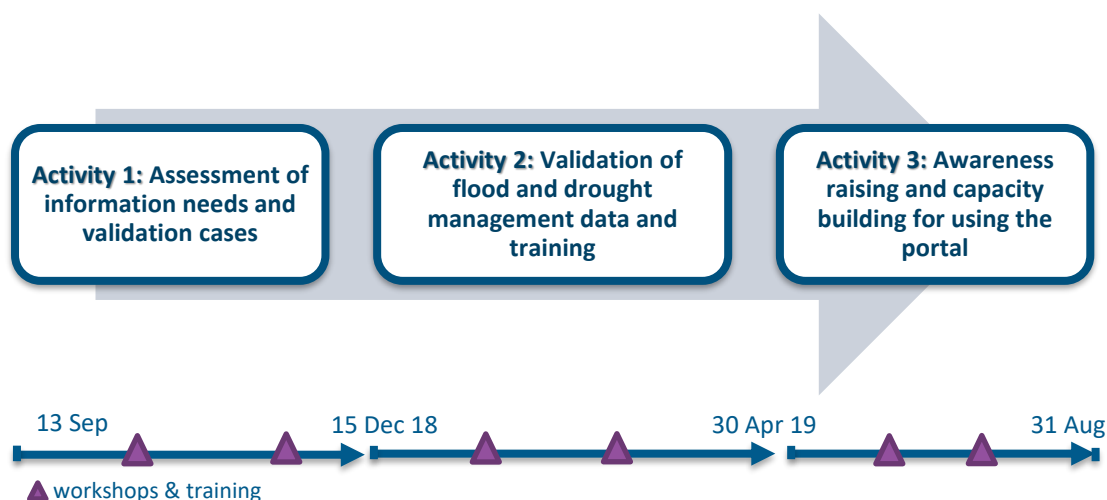 Activity 1: Assessment of
information needs and
validation cases
Activity 2: Validation of
flood and drought
management data and
training
Activity 3: Awareness
raising and capacity
building for using the
portal
13 Sep
15 Dec 18
30 Apr 19
31 Aug
workshops & training